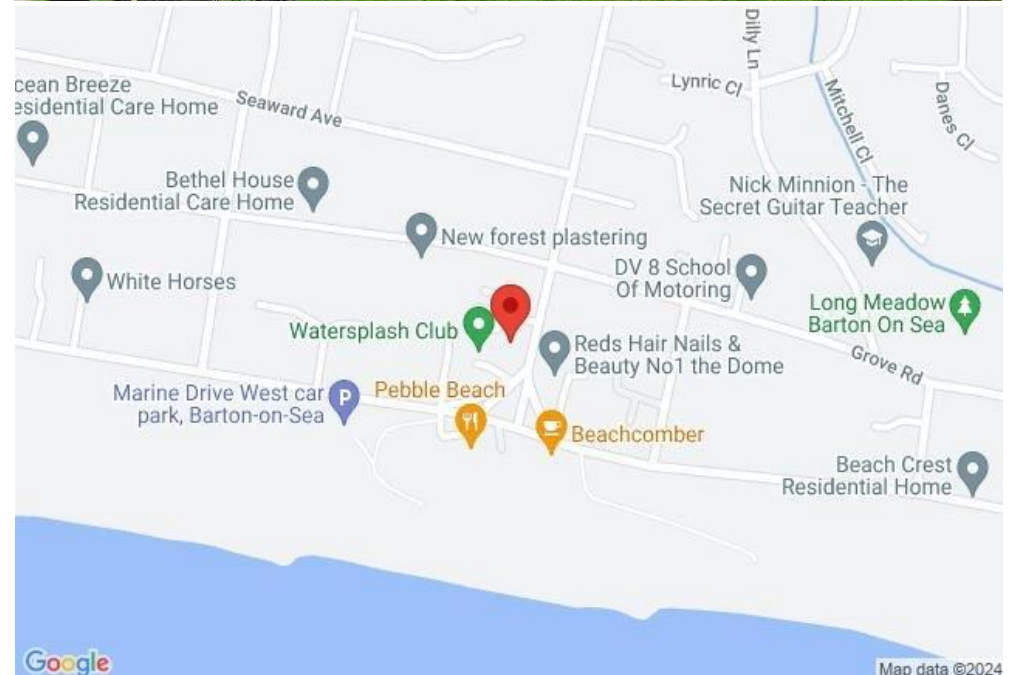 Dilly Ln
Lynric Cl
Mitchell Cl
Danes Cl
cean Breeze
esidential Care Home
Seaward Ave
Bethel House
Residential Care Home
Nick Minnion - The
Secret Guitar Teacher
New forest plastering
DV 8 School
Of Motoring
White Horses
Long Meadow
Barton On Sea
Watersplash Club
Reds Hair Nails &
Beauty No1 the Dome
Grove Rd
Marine Drive West car
park, Barton-on-Sea
P
Pebble Beach
Beachcomber
Beach Crest
Residential Home
Google
Map data ©2024